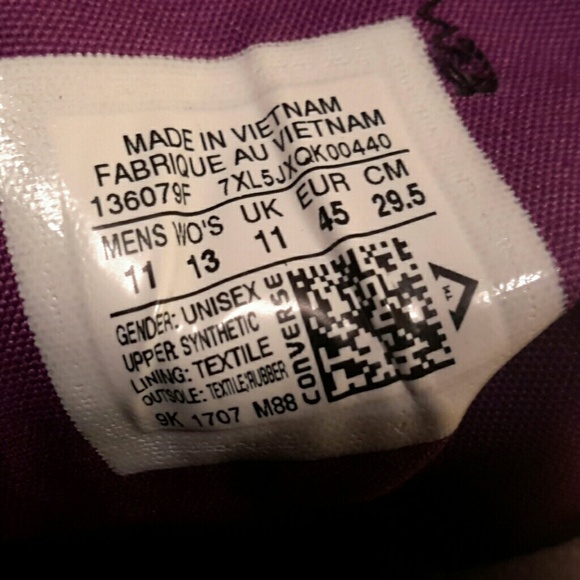 MADE IN VIETNAM
FABRIQUE AU VIETNAM
136079F 7XL5JXQK00440
MENS WO'S UK EUR CM
11 13 11 45 29.5
GENDER: UNISEX
UPPER: SYNTHETIC
LINING: TEXTILE
OUTSOLE: TEXTILE/RUBBER
9K 1707 M88
CONVERSE
TM